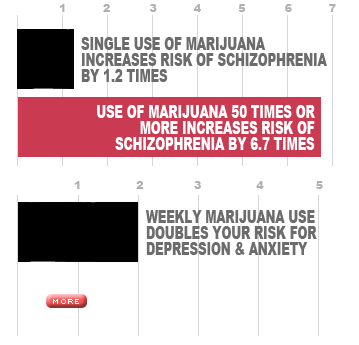 1 2 3 4 5 6 7
SINGLE USE OF MARIJUANA
INCREASES RISK OF SCHIZOPHRENIA
BY 1.2 TIMES
USE OF MARIJUANA 50 TIMES OR
MORE INCREASES RISK OF
SCHIZOPHRENIA BY 6.7 TIMES
1 2 3 4 5
WEEKLY MARIJUANA USE
DOUBLES YOUR RISK FOR
DEPRESSION & ANXIETY
MORE